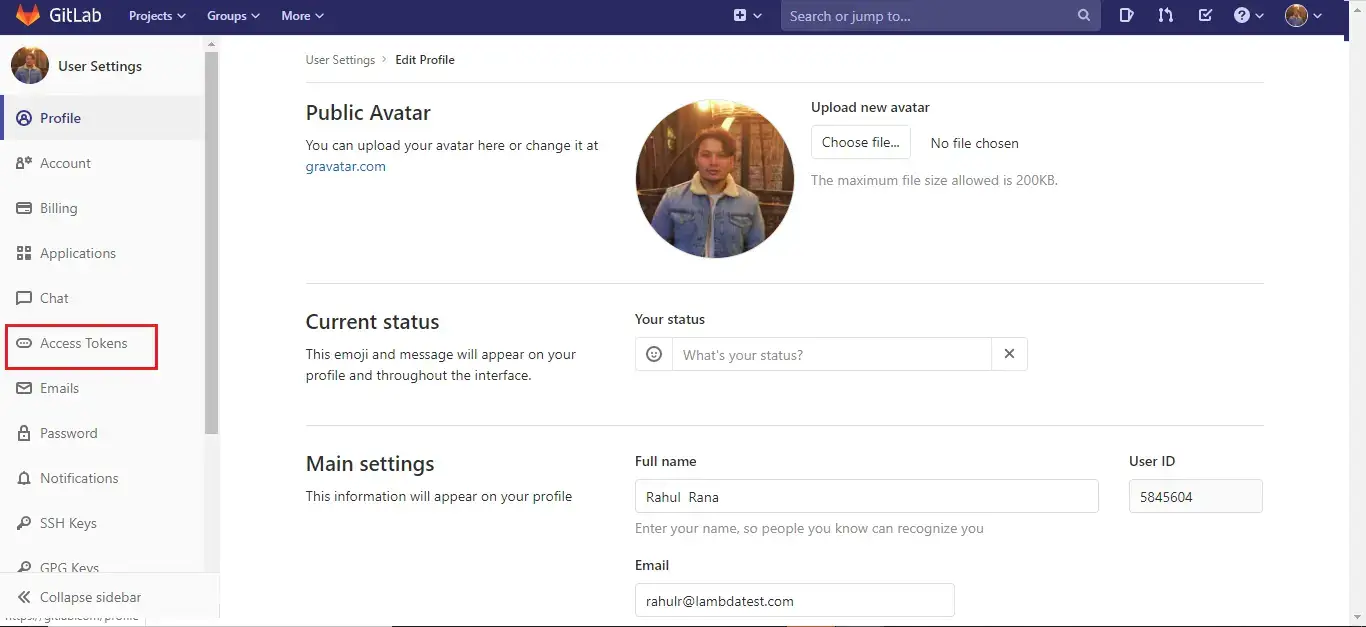 GitLab Projects Groups More Search or jump to...
User Settings
Profile
Account
Billing
Applications
Chat
Access Tokens
Emails
Password
Notifications
SSH Keys
GPG Keys
Collapse sidebar
https://gitlab.com/profile
User Settings > Edit Profile
Public Avatar
You can upload your avatar here or change it at
gravatar.com
Upload new avatar
Choose file... No file chosen
The maximum file size allowed is 200KB.
Current status
This emoji and message will appear on your
profile and throughout the interface.
Your status
What's your status?
Main settings
This information will appear on your profile
Full name
Rahul Rana
Enter your name, so people you know can recognize you
User ID
5845604
Email
rahulr@lambdatest.com